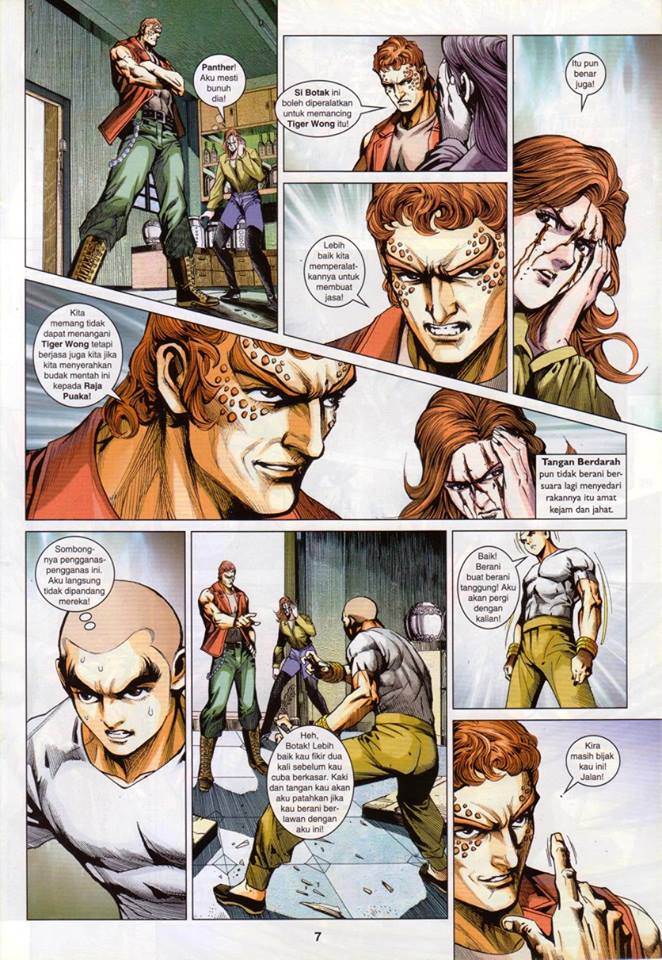 Panther!
Aku mesti
bunuh
dia!
Si Botak ini
boleh diperalatkan
untuk memancing
Tiger Wong itu!
Itu pun
benar
juga!
Lebih
baik kita
memperalat-
kannya untuk
membuat
jasa!
Kita
memang tidak
dapat menangani
Tiger Wong tetapi
berjasa juga kita jika
kita menyerahkan
budak mentah ini
kepada Raja
Puaka!
Tangan Berdarah
pun tidak berani ber-
suara lagi menyedari
rakannya itu amat
kejam dan jahat.
Sombong-
nya pengganas-
pengganas ini.
Aku langsung
tidak dipandang
mereka!
Heh,
Botak! Lebih
baik kau fikir dua
kali sebelum kau
cuba berkasar. Kaki
dan tangan kau akan
aku patahkan jika
kau berani ber-
lawan dengan
aku ini!
Baik!
Berani
buat berani
tanggung! Aku
akan pergi
dengan
kalian!
Kira
masih bijak
kau ini!
Jalan!
7